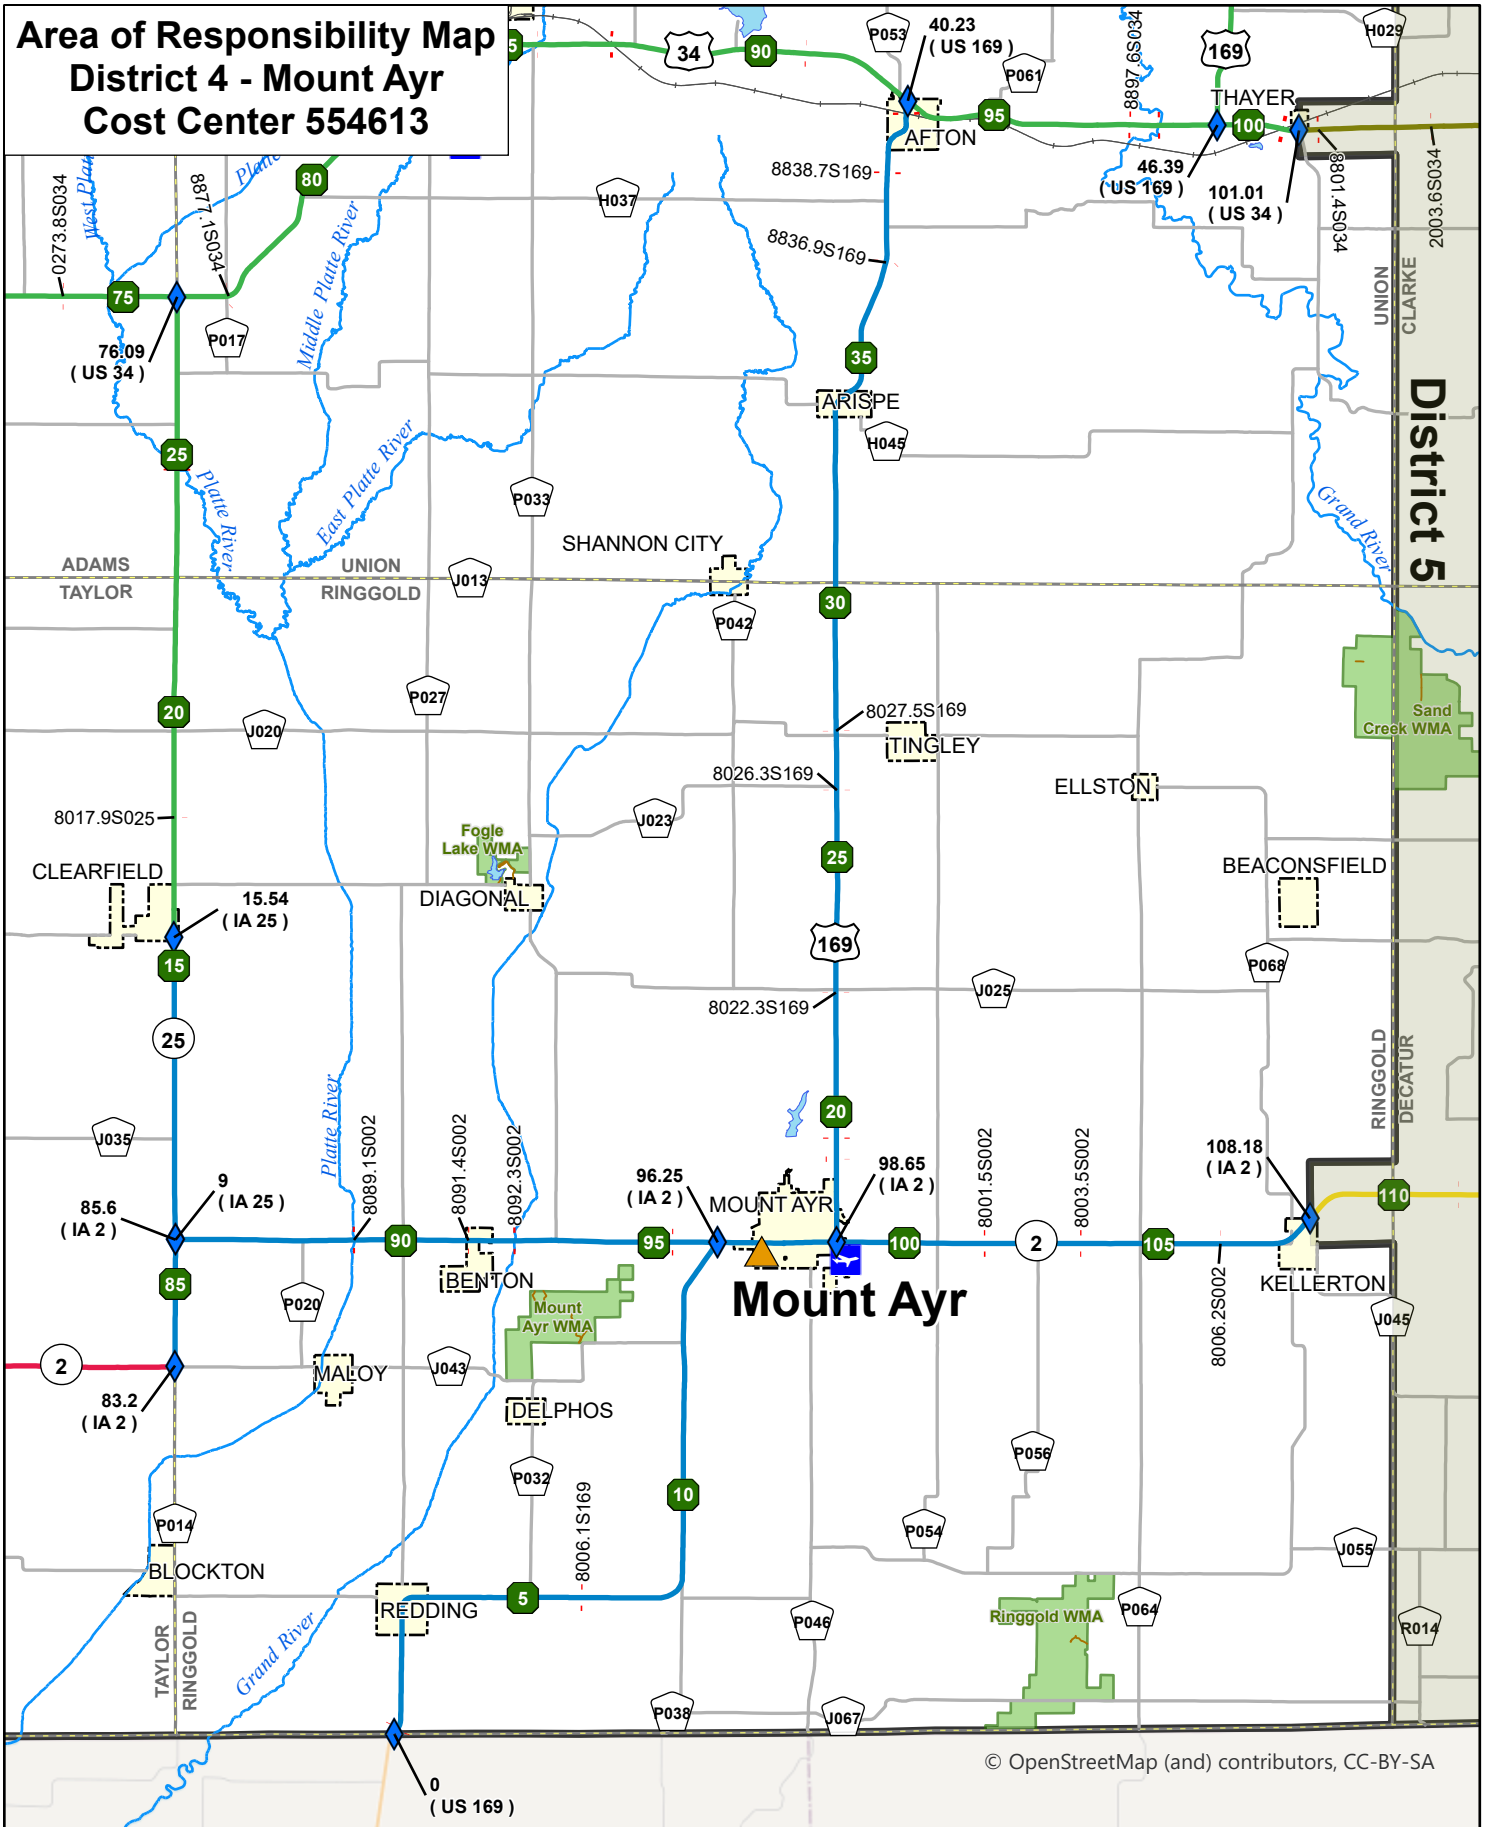 Area of Responsibility Map
District 4 - Mount Ayr
Cost Center 554613
5
34
90
P053
40.23
( US 169 )
P061
8897.6S034
169
H029
THAYER
95
100
AFTON
46.39
( US 169 )
101.01
( US 34 )
8801.4S034
2003.6S034
0273.8S034
West Platte
8877.1S034
Platte
80
H037
8838.7S169
8836.9S169
Middle Platte River
UNION
CLARKE
75
P017
76.09
( US 34 )
35
ARISPE
H045
District 5
25
Platte River
East Platte River
P033
Grand River
SHANNON CITY
ADAMS
TAYLOR
UNION
RINGGOLD
J013
30
P042
P027
20
J020
8027.5S169
TINGLEY
Sand
Creek WMA
8026.3S169
ELLSTON
8017.9S025
J023
Fogle
Lake WMA
25
CLEARFIELD
BEACONSFIELD
DIAGONAL
15.54
( IA 25 )
169
15
P068
J025
8022.3S169
25
RINGGOLD
DECATUR
20
J035
Platte River
8089.1S002
8091.4S002
8092.3S002
8001.5S002
8003.5S002
108.18
( IA 2 )
96.25
( IA 2 )
98.65
( IA 2 )
9
( IA 25 )
85.6
( IA 2 )
MOUNT AYR
110
90
95
100
2
105
85
BENTON
KELLERTON
Mount Ayr
P020
Mount
Ayr WMA
8006.2S002
J045
2
MALOY
J043
83.2
( IA 2 )
DELPHOS
P056
P032
10
8006.1S169
P014
P054
J055
BLOCKTON
5
REDDING
Ringgold WMA
P046
P064
R014
TAYLOR
RINGGOLD
Grand River
P038
J067
© OpenStreetMap (and) contributors, CC-BY-SA
0
( US 169 )